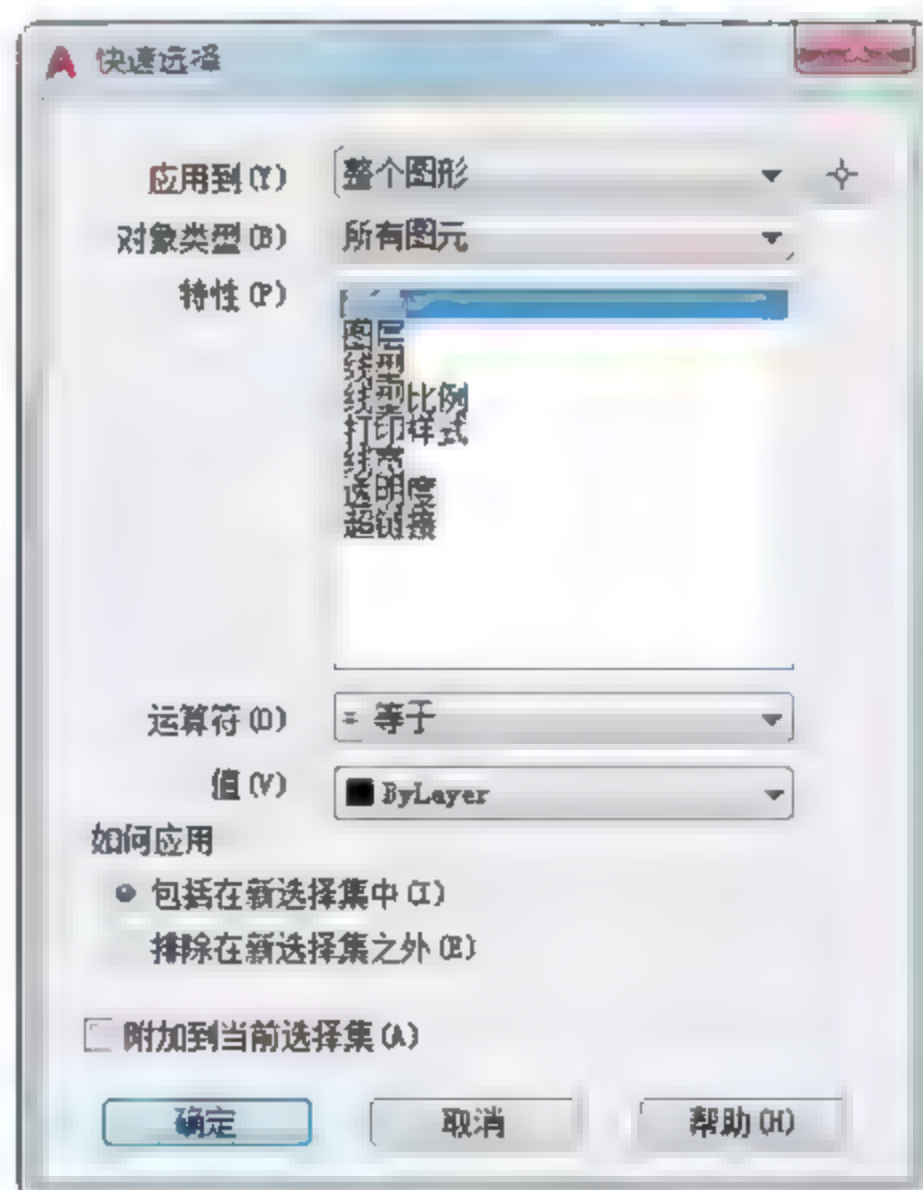 快速选择
应用到(Y)
整个图形
对象类型(B)
所有图元
特性(P)
图层
线型
线型比例
打印样式
线宽
透明度
超链接
运算符(O)
= 等于
值(V)
ByLayer
如何应用
包括在新选择集中(I)
排除在新选择集之外(E)
附加到当前选择集(A)
确定
取消
帮助(H)